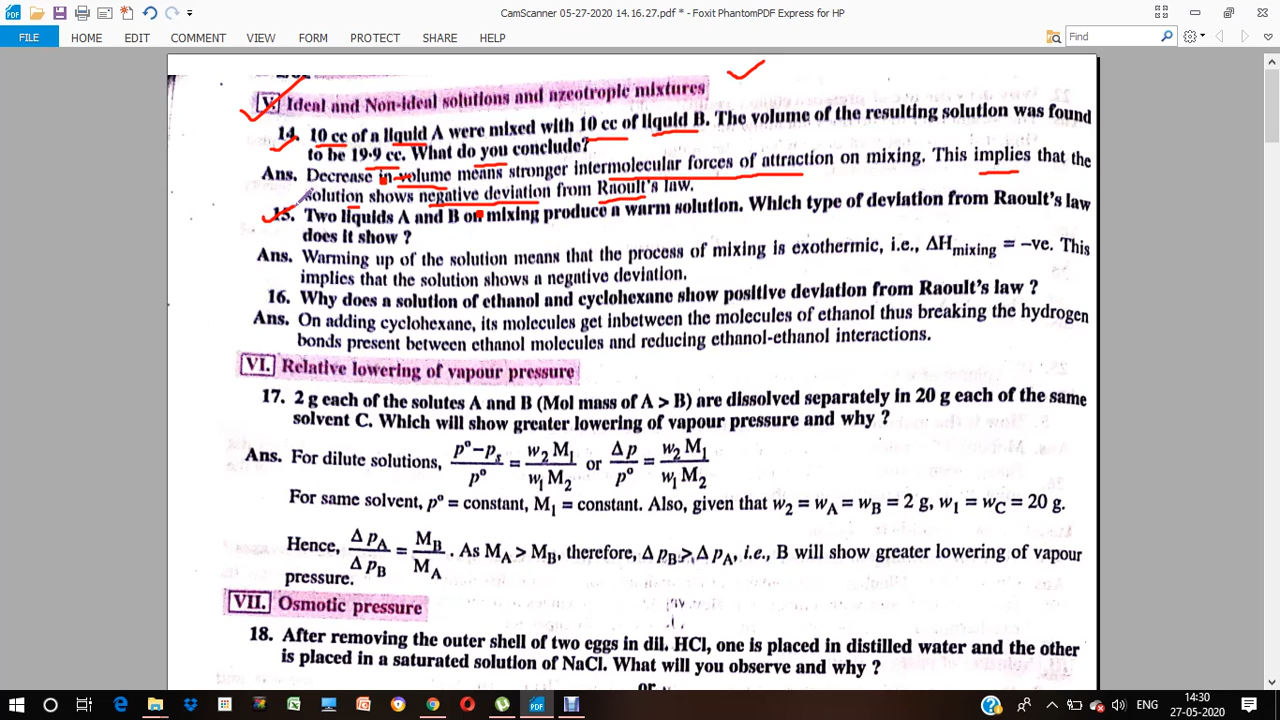 CamScanner 05-27-2020 14.16.27.pdf * - Foxit PhantomPDF Express for HP
FILE HOME EDIT COMMENT VIEW FORM PROTECT SHARE HELP Find
V. Ideal and Non-ideal solutions and azeotropic mixtures
14. 10 cc of a liquid A were mixed with 10 cc of liquid B. The volume of the resulting solution was found
to be 19·9 cc. What do you conclude?
Ans. Decrease in volume means stronger intermolecular forces of attraction on mixing. This implies that the
solution shows negative deviation from Raoult's law.
15. Two liquids A and B on mixing produce a warm solution. Which type of deviation from Raoult's law
does it show ?
Ans. Warming up of the solution means that the process of mixing is exothermic, i.e., ΔHmixing = –ve. This
implies that the solution shows a negative deviation.
16. Why does a solution of ethanol and cyclohexane show positive deviation from Raoult's law ?
Ans. On adding cyclohexane, its molecules get inbetween the molecules of ethanol thus breaking the hydrogen
bonds present between ethanol molecules and reducing ethanol-ethanol interactions.
VI. Relative lowering of vapour pressure
17. 2 g each of the solutes A and B (Mol mass of A > B) are dissolved separately in 20 g each of the same
solvent C. Which will show greater lowering of vapour pressure and why ?
Ans. For dilute solutions, p° – ps / p° = w2 M1 / w1 M2 or Δp / p° = w2 M1 / w1 M2
For same solvent, p° = constant, M1 = constant. Also, given that w2 = wA = wB = 2 g, w1 = wC = 20 g.
Hence, Δ pA / Δ pB = MB / MA . As MA > MB, therefore, Δ pB > Δ pA, i.e., B will show greater lowering of vapour
pressure.
VII. Osmotic pressure
18. After removing the outer shell of two eggs in dil. HCl, one is placed in distilled water and the other
is placed in a saturated solution of NaCl. What will you observe and why ?
or
14:30
27-05-2020